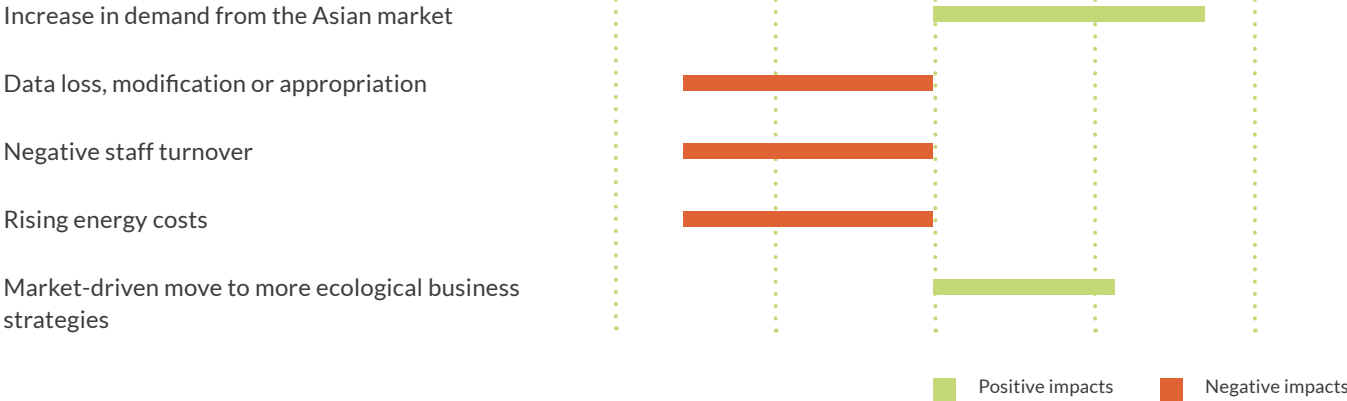 Increase in demand from the Asian market
Data loss, modification or appropriation
Negative staff turnover
Rising energy costs
Market-driven move to more ecological business
strategies
Positive impacts
Negative impacts